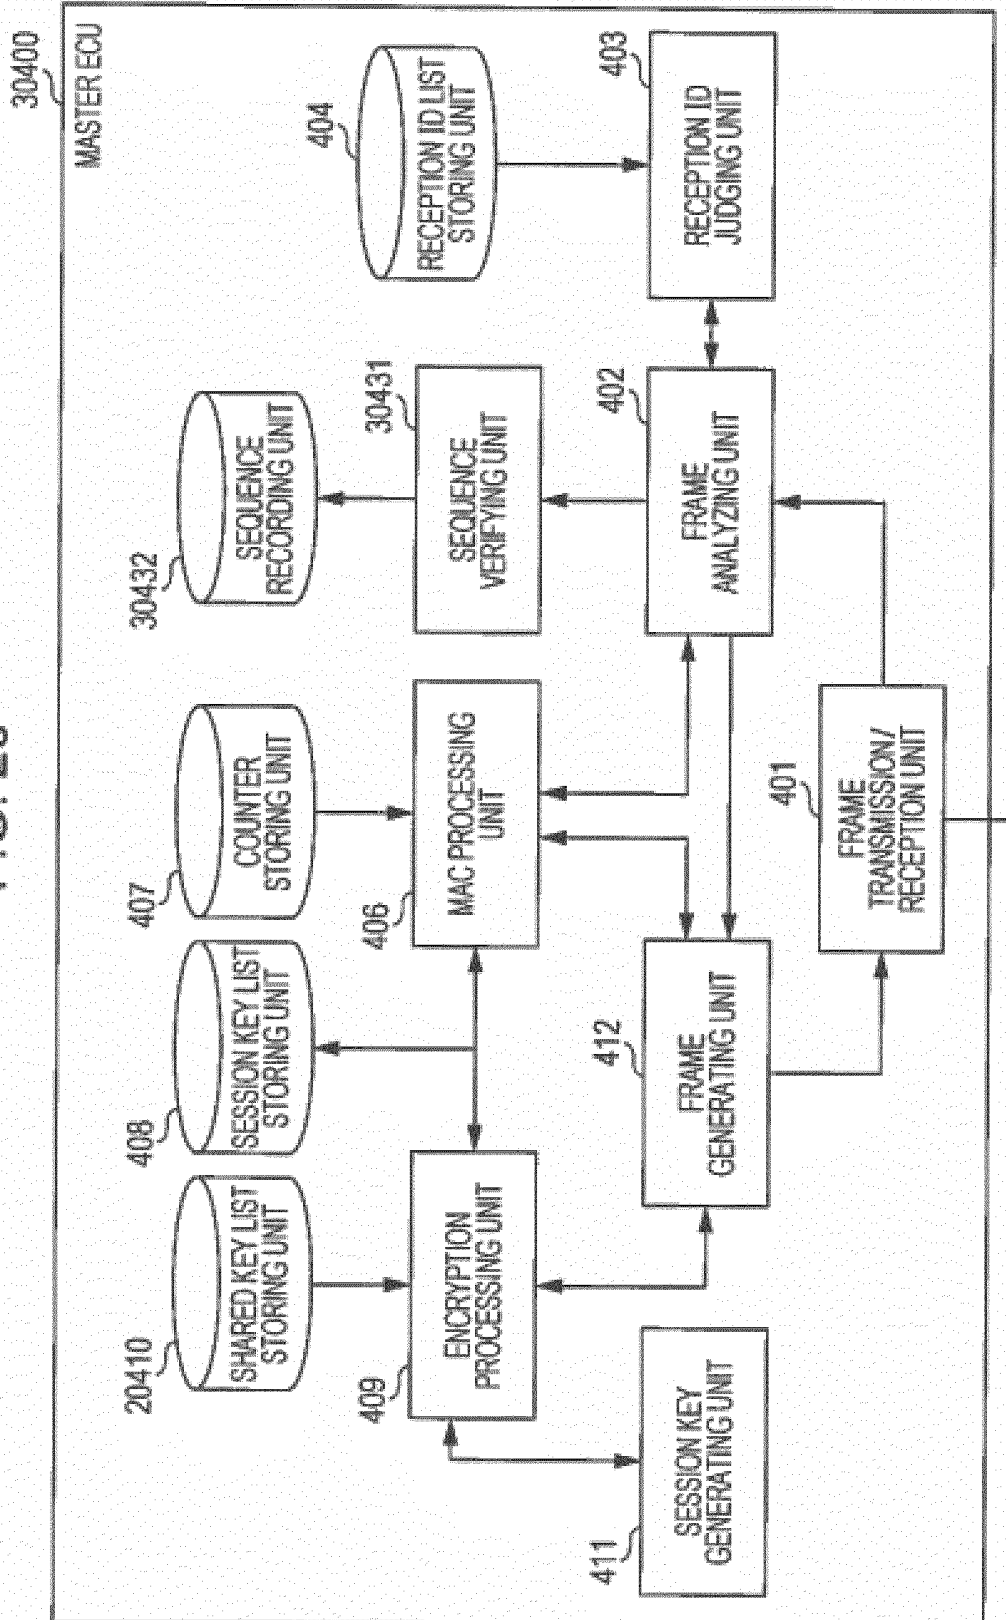 30400
MASTER ECU
20410
SHARED KEY LIST
STORING UNIT
408
SESSION KEY LIST
STORING UNIT
407
COUNTER
STORING UNIT
30432
SEQUENCE
RECORDING UNIT
404
RECEPTION ID LIST
STORING UNIT
409
ENCRYPTION
PROCESSING UNIT
406
MAC PROCESSING
UNIT
30431
SEQUENCE
VERIFYING UNIT
411
SESSION KEY
GENERATING UNIT
412
FRAME
GENERATING UNIT
402
FRAME
ANALYZING UNIT
403
RECEPTION ID
JUDGING UNIT
401
FRAME
TRANSMISSION/
RECEPTION UNIT